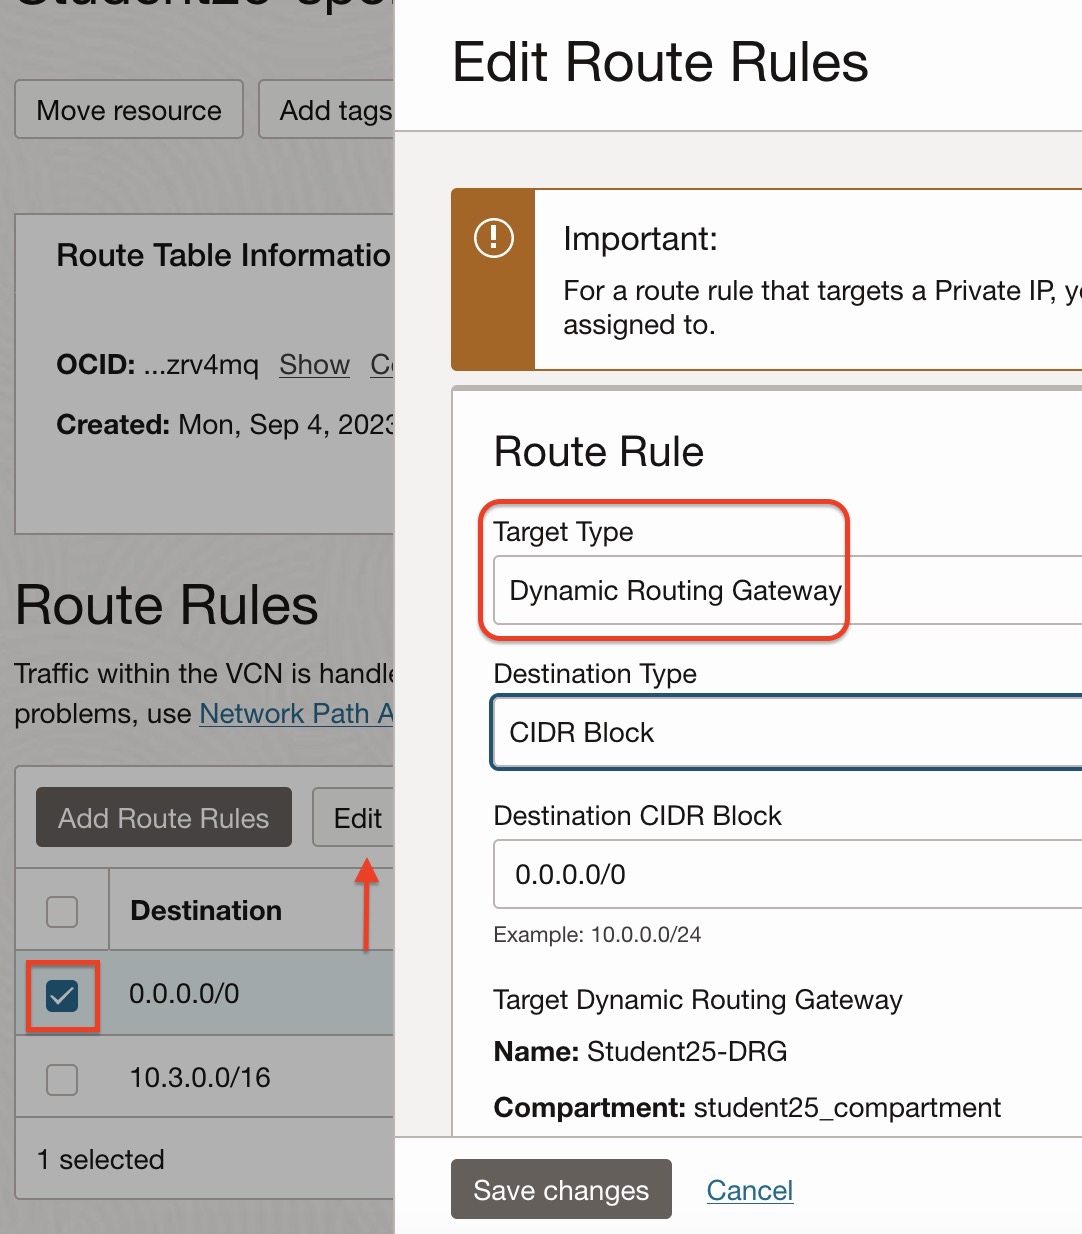 Move resource
Add tags
Route Table Informatio
OCID: ...zrv4mq Show
Created: Mon, Sep 4, 2023
Route Rules
Traffic within the VCN is handle
problems, use Network Path A
Add Route Rules
Edit
Destination
0.0.0.0/0
10.3.0.0/16
1 selected
Edit Route Rules
Important:
For a route rule that targets a Private IP,
assigned to.
Route Rule
Target Type
Dynamic Routing Gateway
Destination Type
CIDR Block
Destination CIDR Block
0.0.0.0/0
Example: 10.0.0.0/24
Target Dynamic Routing Gateway
Name: Student25-DRG
Compartment: student25_compartment
Save changes
Cancel